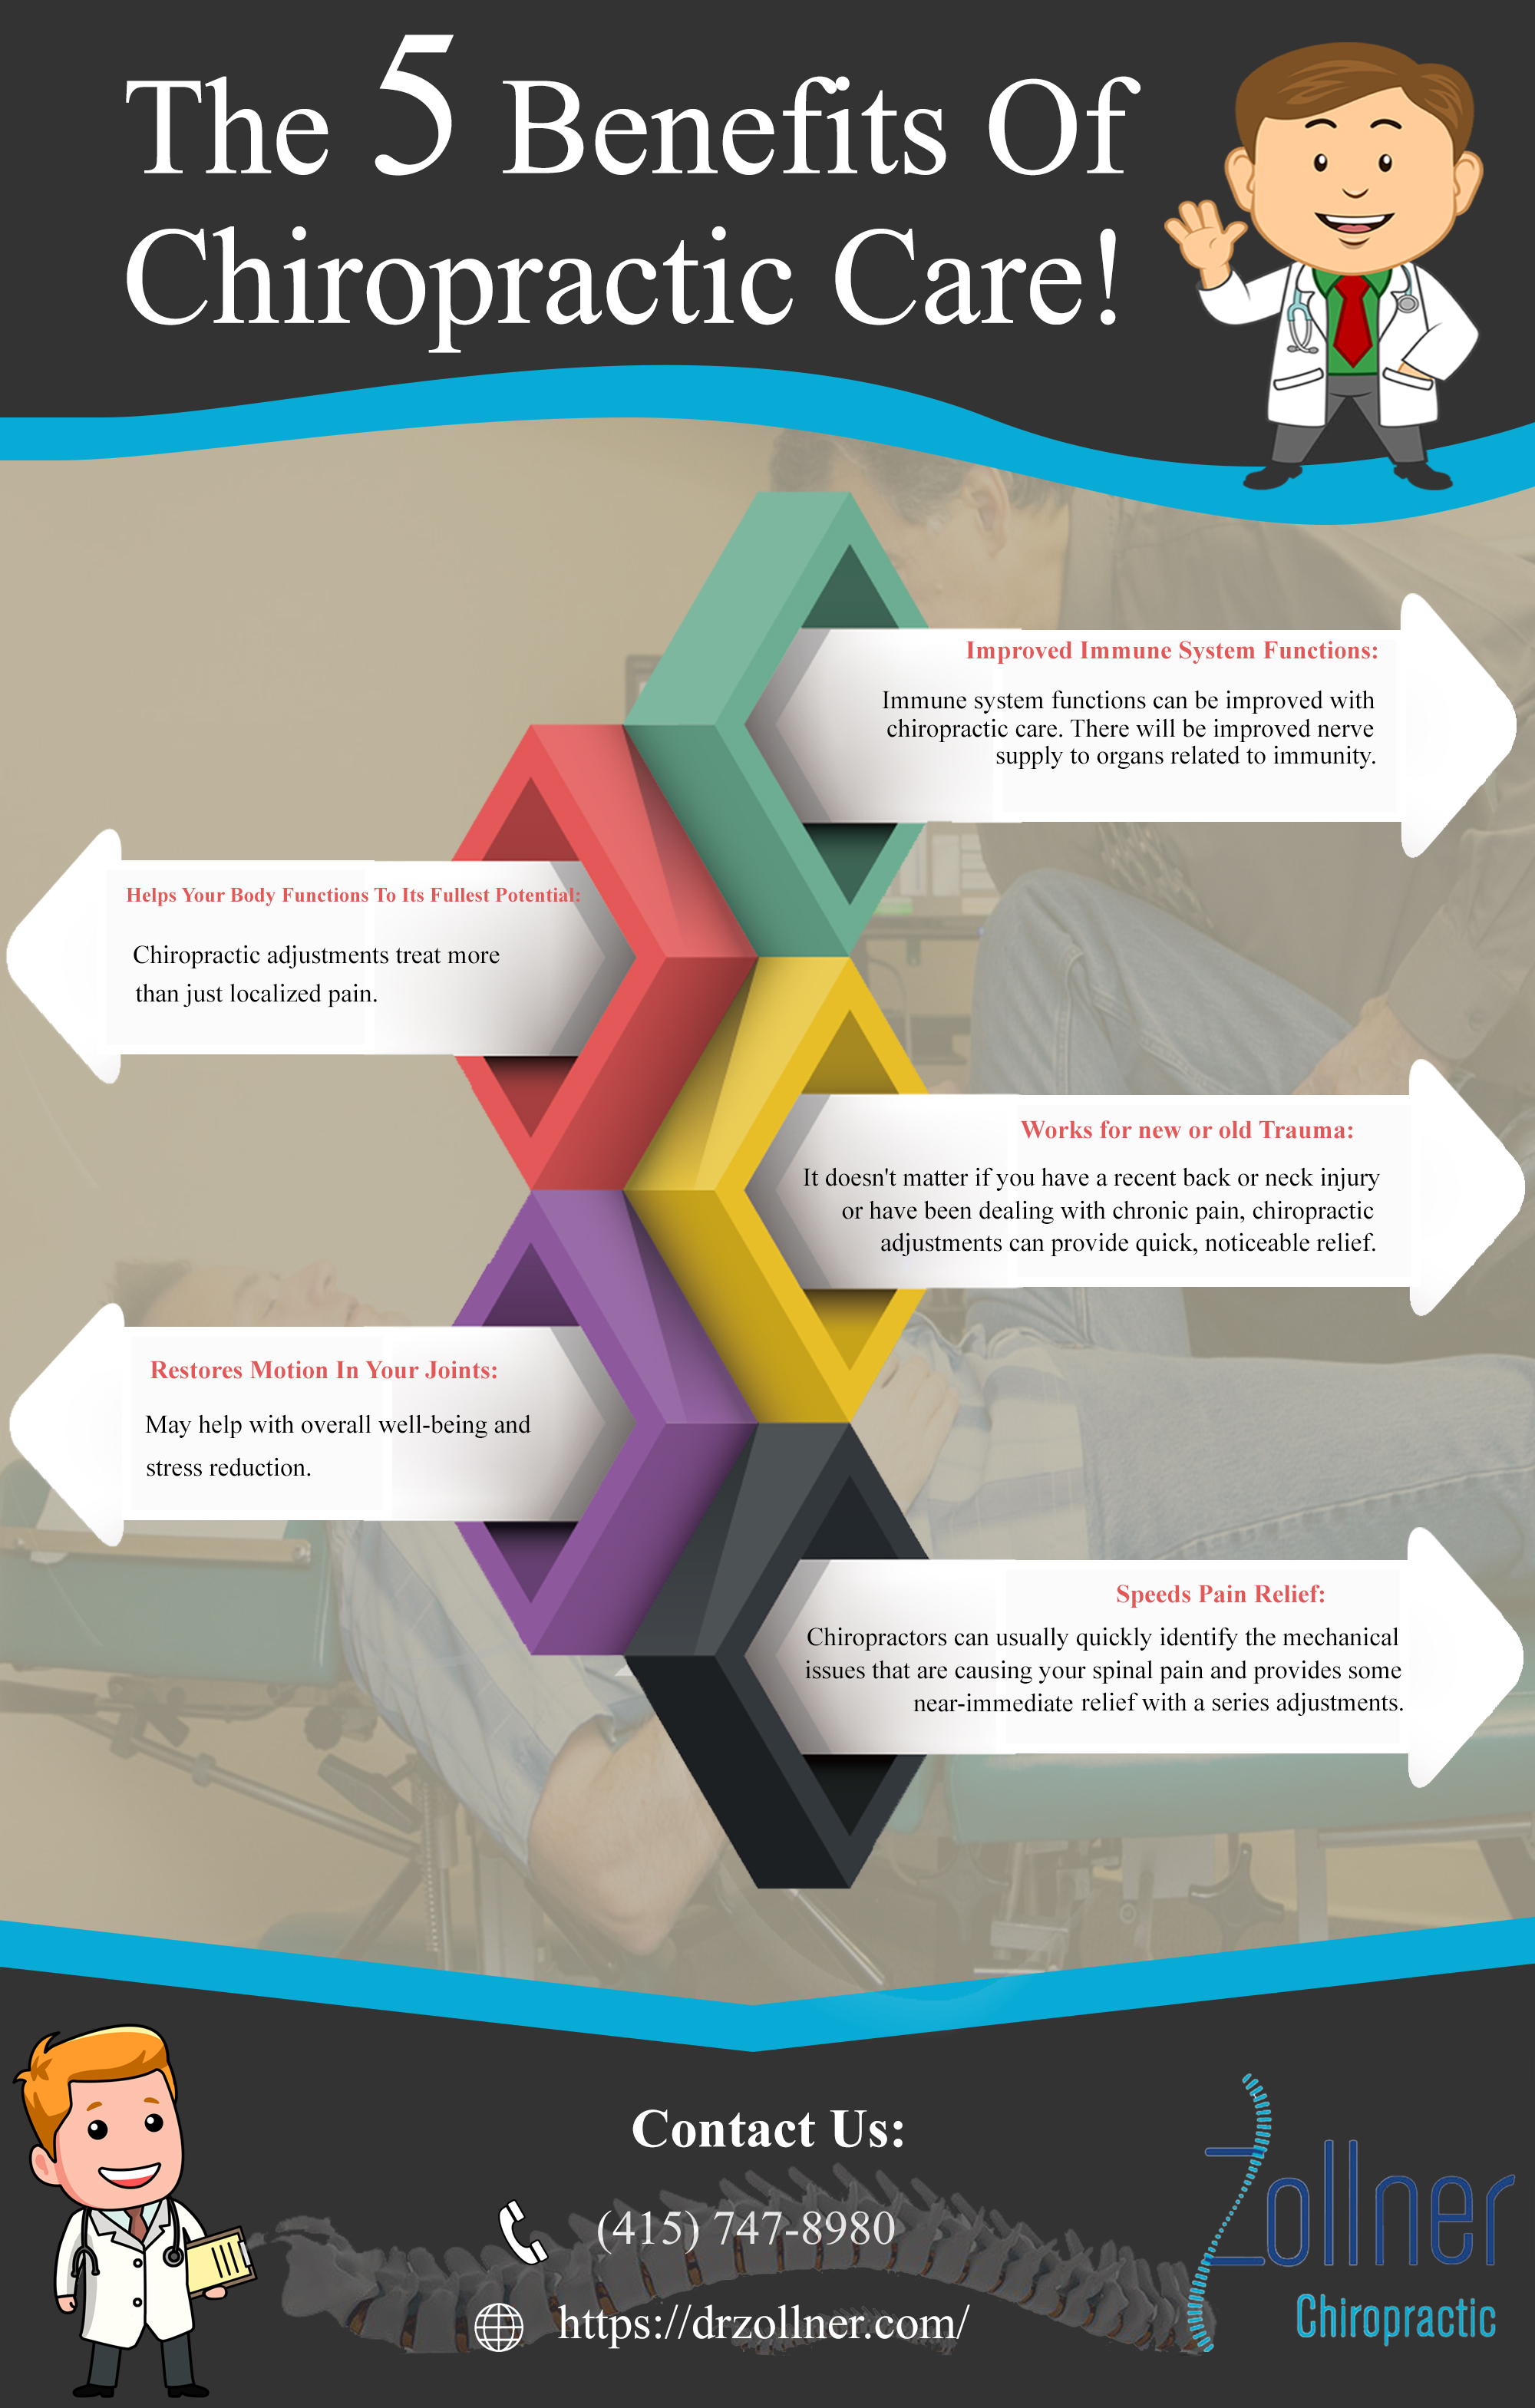 The 5 Benefits Of
Chiropractic Care!
Improved Immune System Functions:
Immune system functions can be improved with
chiropractic care. There will be improved nerve
supply to organs related to immunity.
Helps Your Body Functions To Its Fullest Potential:
Chiropractic adjustments treat more
than just localized pain.
Works for new or old Trauma:
It doesn't matter if you have a recent back or neck injury
or have been dealing with chronic pain, chiropractic
adjustments can provide quick, noticeable relief.
Restores Motion In Your Joints:
May help with overall well-being and
stress reduction.
Speeds Pain Relief:
Chiropractors can usually quickly identify the mechanical
issues that are causing your spinal pain and provides some
near-immediate relief with a series adjustments.
Contact Us:
(415) 747-8980
https://drzollner.com/
Zollner
Chiropractic